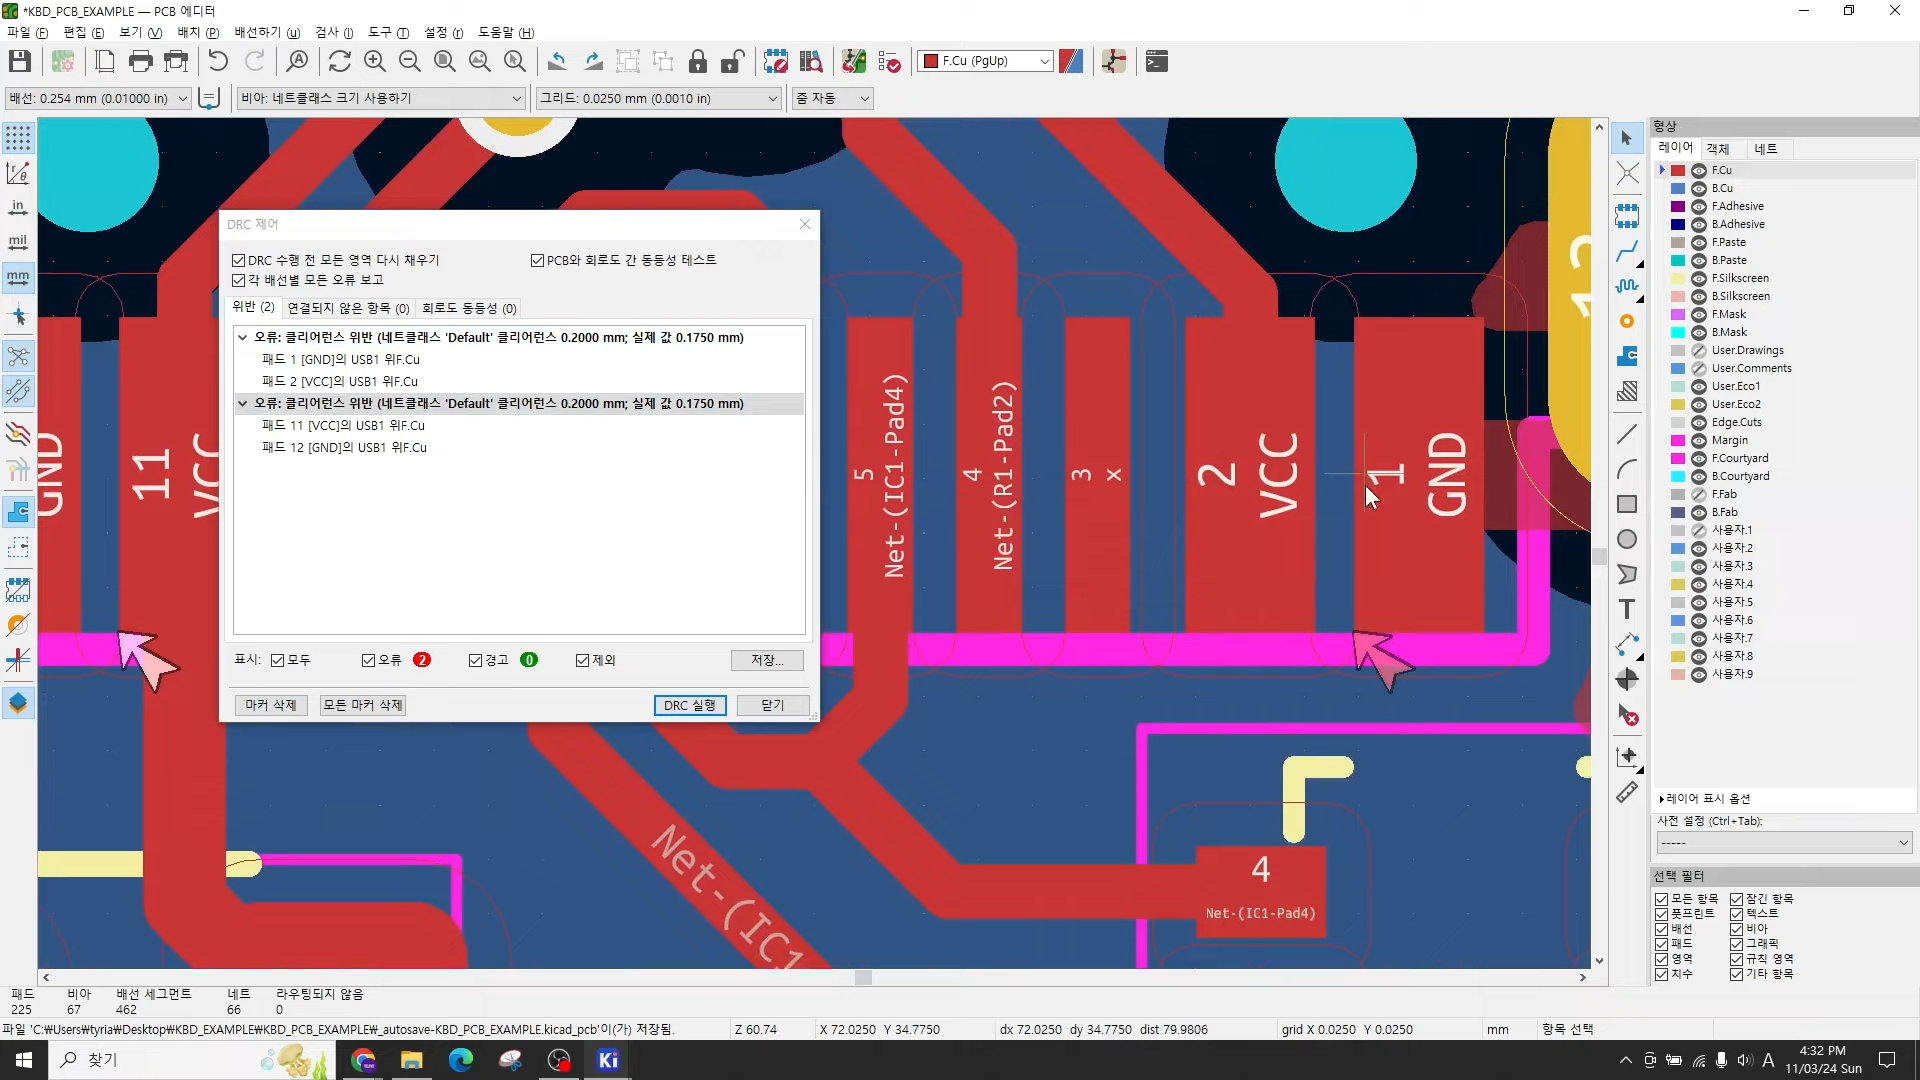 *KBD_PCB_EXAMPLE — PCB 에디터
파일 (F) 편집 (E) 보기 (V) 배치 (P) 배선하기 (u) 검사 (I) 도구 (T) 설정 (r) 도움말 (H)
F.Cu (PgUp)
배선: 0.254 mm (0.01000 in) 비아: 네트클래스 크기 사용하기 그리드: 0.0250 mm (0.0010 in) 줌 자동
in
mil
mm
DRC 제어
DRC 수행 전 모든 영역 다시 채우기 PCB와 회로도 간 동등성 테스트
각 배선별 모든 오류 보고
위반 (2) 연결되지 않은 항목 (0) 회로도 동등성 (0)
오류: 클리어런스 위반 (네트클래스 'Default' 클리어런스 0.2000 mm; 실제 값 0.1750 mm)
패드 1 [GND]의 USB1 위F.Cu
패드 2 [VCC]의 USB1 위F.Cu
오류: 클리어런스 위반 (네트클래스 'Default' 클리어런스 0.2000 mm; 실제 값 0.1750 mm)
패드 11 [VCC]의 USB1 위F.Cu
패드 12 [GND]의 USB1 위F.Cu
표시: 모두 오류 2 경고 0 제외 저장...
마커 삭제 모든 마커 삭제 DRC 실행 닫기
GND
11
VCC
5
Net-(IC1-Pad4)
4
Net-(R1-Pad2)
3
x
2
VCC
1
GND
4
Net-(IC1-Pad4)
Net-(IC1
형상
레이어 객체 네트
F.Cu
B.Cu
F.Adhesive
B.Adhesive
F.Paste
B.Paste
F.Silkscreen
B.Silkscreen
F.Mask
B.Mask
User.Drawings
User.Comments
User.Eco1
User.Eco2
Edge.Cuts
Margin
F.Courtyard
B.Courtyard
F.Fab
B.Fab
사용자.1
사용자.2
사용자.3
사용자.4
사용자.5
사용자.6
사용자.7
사용자.8
사용자.9
레이어 표시 옵션
사전 설정 (Ctrl+Tab):
-----
선택 필터
모든 항목 잠긴 항목
풋프린트 텍스트
배선 비아
패드 그래픽
영역 규칙 영역
치수 기타 항목
패드 비아 배선 세그먼트 네트 라우팅되지 않음
225 67 462 66 0
파일 'C:₩Users₩tyria₩Desktop₩KBD_EXAMPLE₩KBD_PCB_EXAMPLE₩_autosave-KBD_PCB_EXAMPLE.kicad_pcb'이(가) 저장됨. Z 60.74 X 72.0250 Y 34.7750 dx 72.0250 dy 34.7750 dist 79.9806 grid X 0.0250 Y 0.0250 mm 항목 선택
찾기 Ki A 4:32 PM
11/03/24 Sun